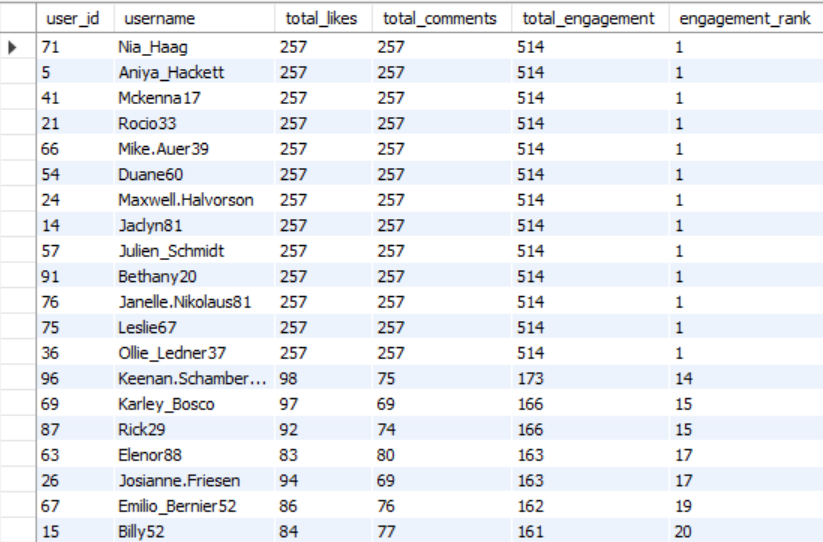 user_id username total_likes total_comments total_engagement engagement_rank
71 Nia_Haag 257 257 514 1
5 Aniya_Hackett 257 257 514 1
41 Mckenna17 257 257 514 1
21 Rocio33 257 257 514 1
66 Mike.Auer39 257 257 514 1
54 Duane60 257 257 514 1
24 Maxwell.Halvorson 257 257 514 1
14 Jaclyn81 257 257 514 1
57 Julien_Schmidt 257 257 514 1
91 Bethany20 257 257 514 1
76 Janelle.Nikolaus81 257 257 514 1
75 Leslie67 257 257 514 1
36 Ollie_Ledner37 257 257 514 1
96 Keenan.Schamber... 98 75 173 14
69 Karley_Bosco 97 69 166 15
87 Rick29 92 74 166 15
63 Elenor88 83 80 163 17
26 Josianne.Friesen 94 69 163 17
67 Emilio_Bernier52 86 76 162 19
15 Billy52 84 77 161 20